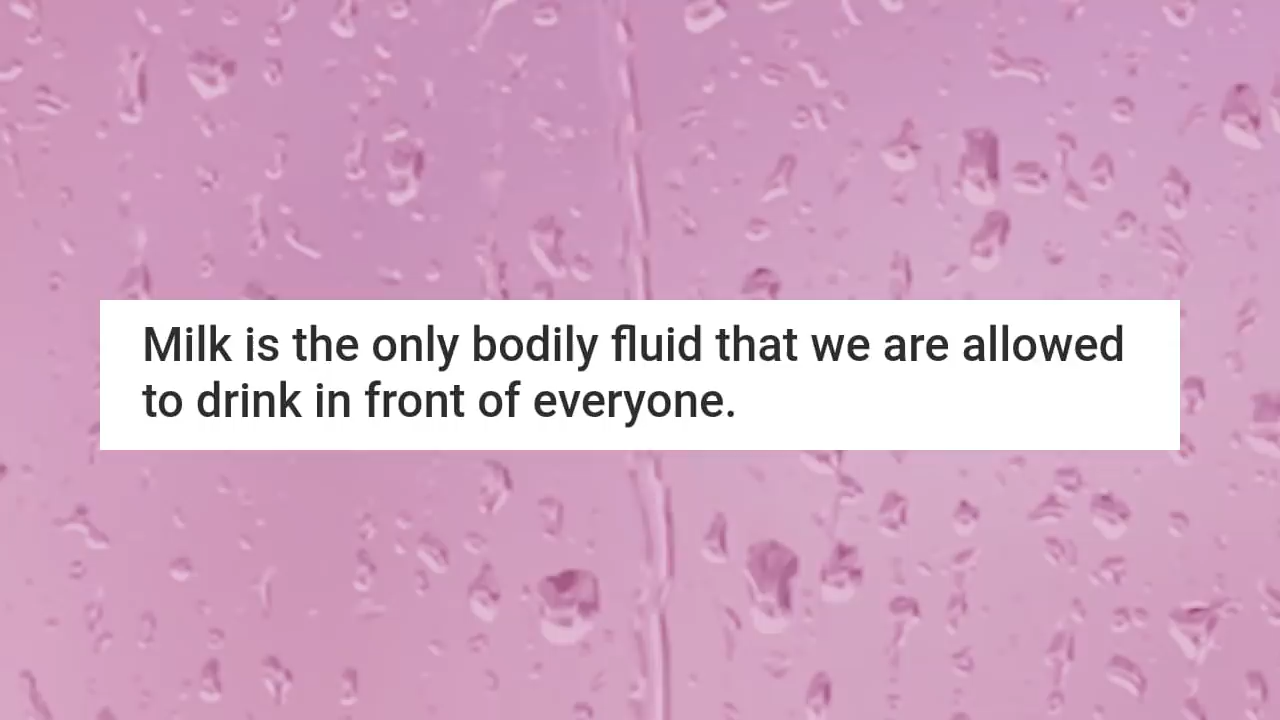 Milk is the only bodily fluid that we are allowed
to drink in front of everyone.